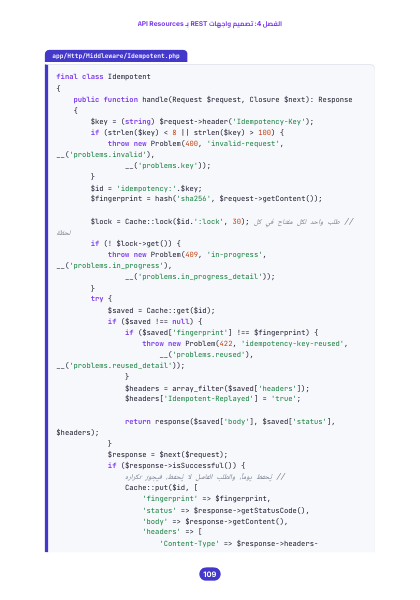 الفصل 4: تصميم واجهات REST بـ API Resources
app/Http/Middleware/Idempotent.php
final class Idempotent
{
public function handle(Request $request, Closure $next): Response
{
$key = (string) $request->header('Idempotency-Key');
if (strlen($key) < 8 || strlen($key) > 100) {
throw new Problem(400, 'invalid-request',
__('problems.invalid'),
__('problems.key'));
}
$id = 'idempotency:'.$key;
$fingerprint = hash('sha256', $request->getContent());
$lock = Cache::lock($id.':lock', 30); // طلب واحد لكل مفتاح في كل
لحظة
if (! $lock->get()) {
throw new Problem(409, 'in-progress',
__('problems.in_progress'),
__('problems.in_progress_detail'));
}
try {
$saved = Cache::get($id);
if ($saved !== null) {
if ($saved['fingerprint'] !== $fingerprint) {
throw new Problem(422, 'idempotency-key-reused',
__('problems.reused'),
__('problems.reused_detail'));
}
$headers = array_filter($saved['headers']);
$headers['Idempotent-Replayed'] = 'true';
return response($saved['body'], $saved['status'],
$headers);
}
$response = $next($request);
if ($response->isSuccessful()) {
// يُحفظ يوماً، والطلب الفاشل لا يُحفظ، فيجوز تكراره
Cache::put($id, [
'fingerprint' => $fingerprint,
'status' => $response->getStatusCode(),
'body' => $response->getContent(),
'headers' => [
'Content-Type' => $response->headers-
109